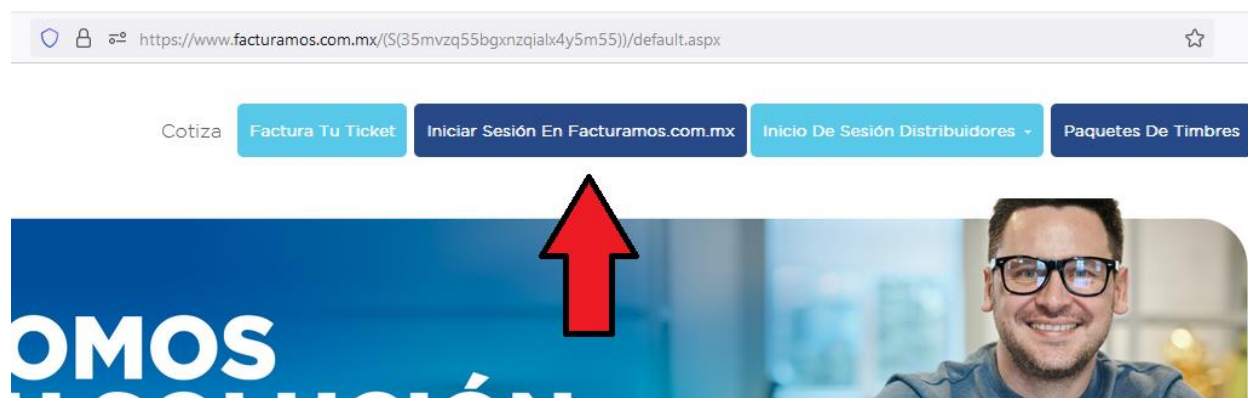 https://www.facturamos.com.mx/(S(35mvzq55bgxnzqialx4y5m55))/default.aspx
Cotiza Factura Tu Ticket Iniciar Sesión En Facturamos.com.mx Inicio De Sesión Distribuidores Paquetes De Timbres
OMOS